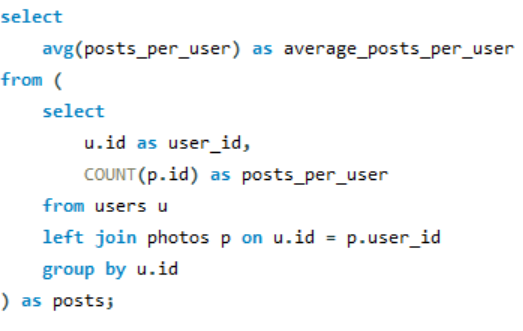 select
    avg(posts_per_user) as average_posts_per_user
from (
    select
        u.id as user_id,
        COUNT(p.id) as posts_per_user
    from users u
    left join photos p on u.id = p.user_id
    group by u.id
) as posts;